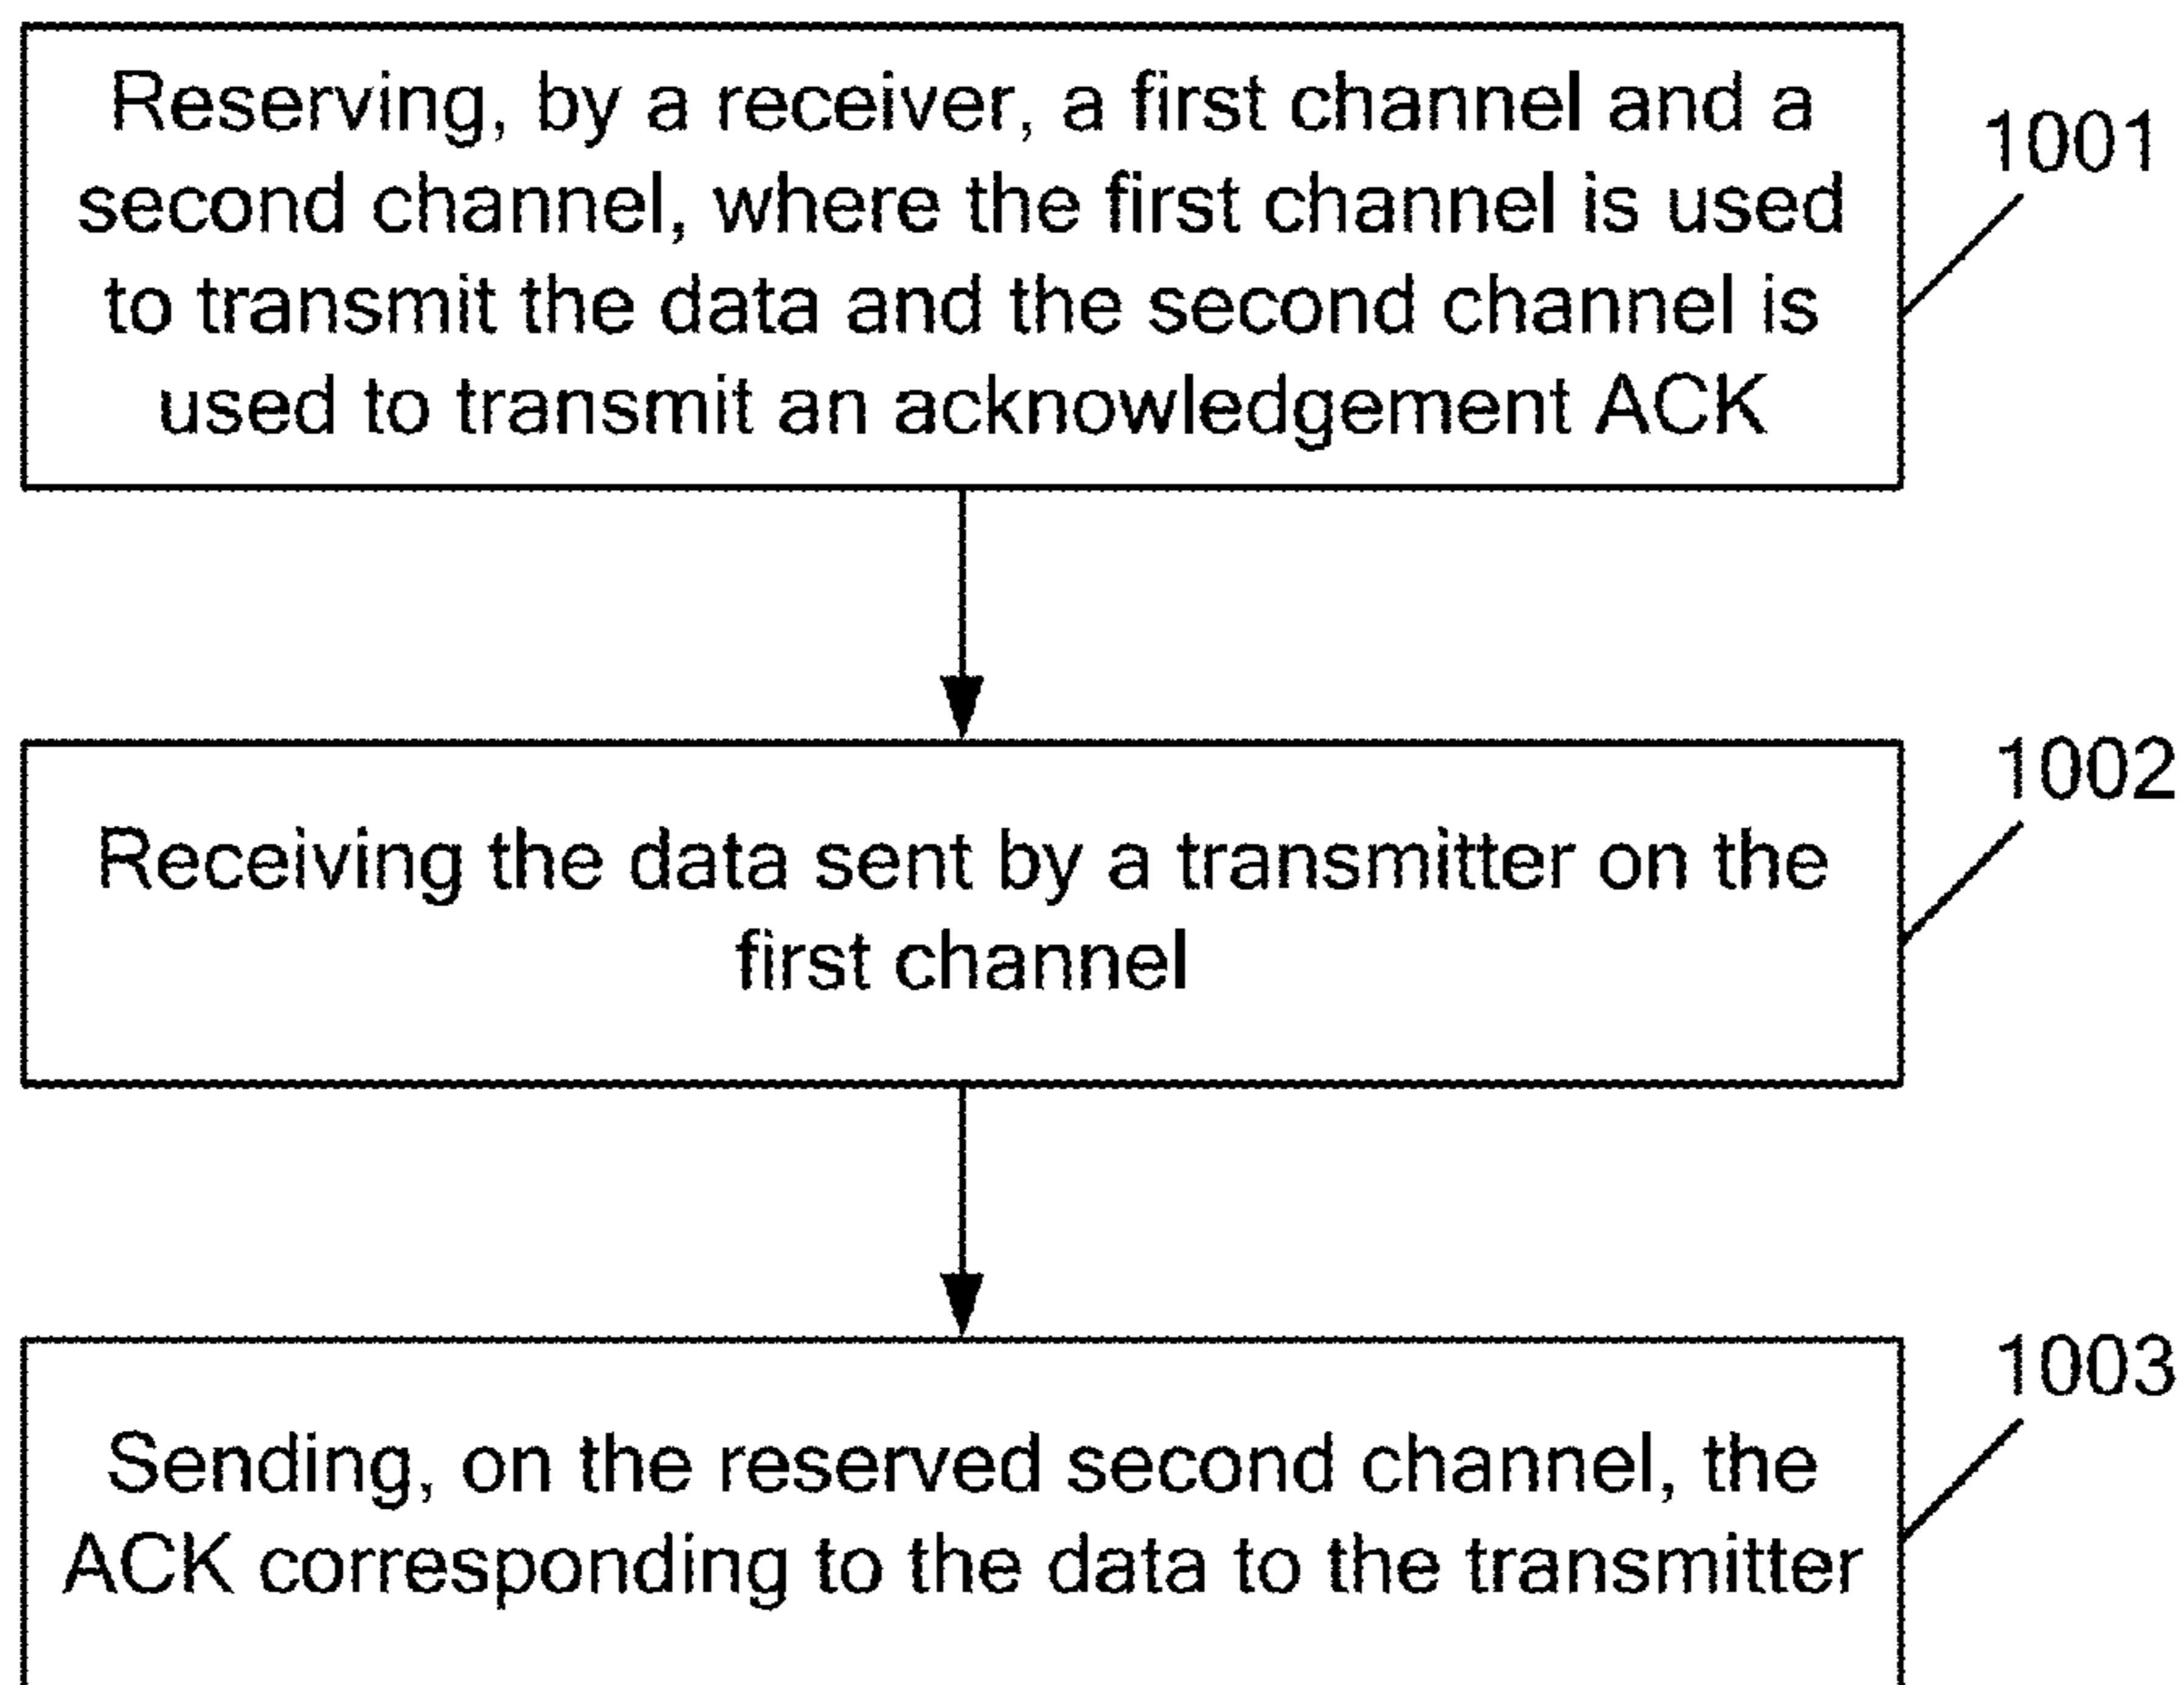 Reserving, by a receiver, a first channel and a
second channel, where the first channel is used
to transmit the data and the second channel is
used to transmit an acknowledgement ACK
1001
Receiving the data sent by a transmitter on the
first channel
1002
Sending, on the reserved second channel, the
ACK corresponding to the data to the transmitter
1003